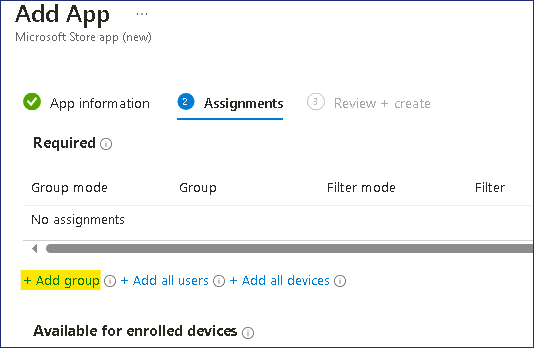 Add App ...
Microsoft Store app (new)
App information 2 Assignments 3 Review + create
Required
Group mode Group Filter mode Filter
No assignments
+ Add group + Add all users + Add all devices
Available for enrolled devices